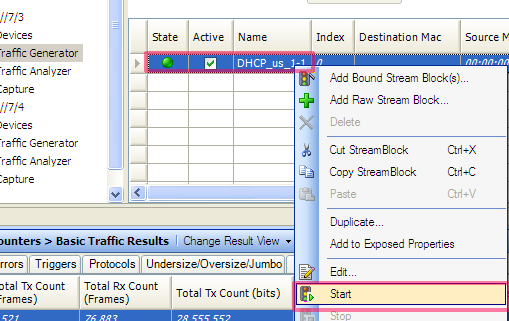 //7/3
Devices
Traffic Generator
Traffic Analyzer
Capture
//7/4
Devices
Traffic Generator
Traffic Analyzer
Capture
State Active Name Index Destination Mac Source M
DHCP_us_1-1 0 00:00:00
Add Bound Stream Block(s)...
Add Raw Stream Block...
Delete
Cut StreamBlock Ctrl+X
Copy StreamBlock Ctrl+C
Paste Ctrl+V
Duplicate...
Add to Exposed Properties
Edit...
Start
Stop
ounters > Basic Traffic Results Change Result View
rrors Triggers Protocols Undersize/Oversize/Jumbo
otal Tx Count (Frames) Total Rx Count (Frames) Total Tx Count (bits)
521 76,883 28,555,552